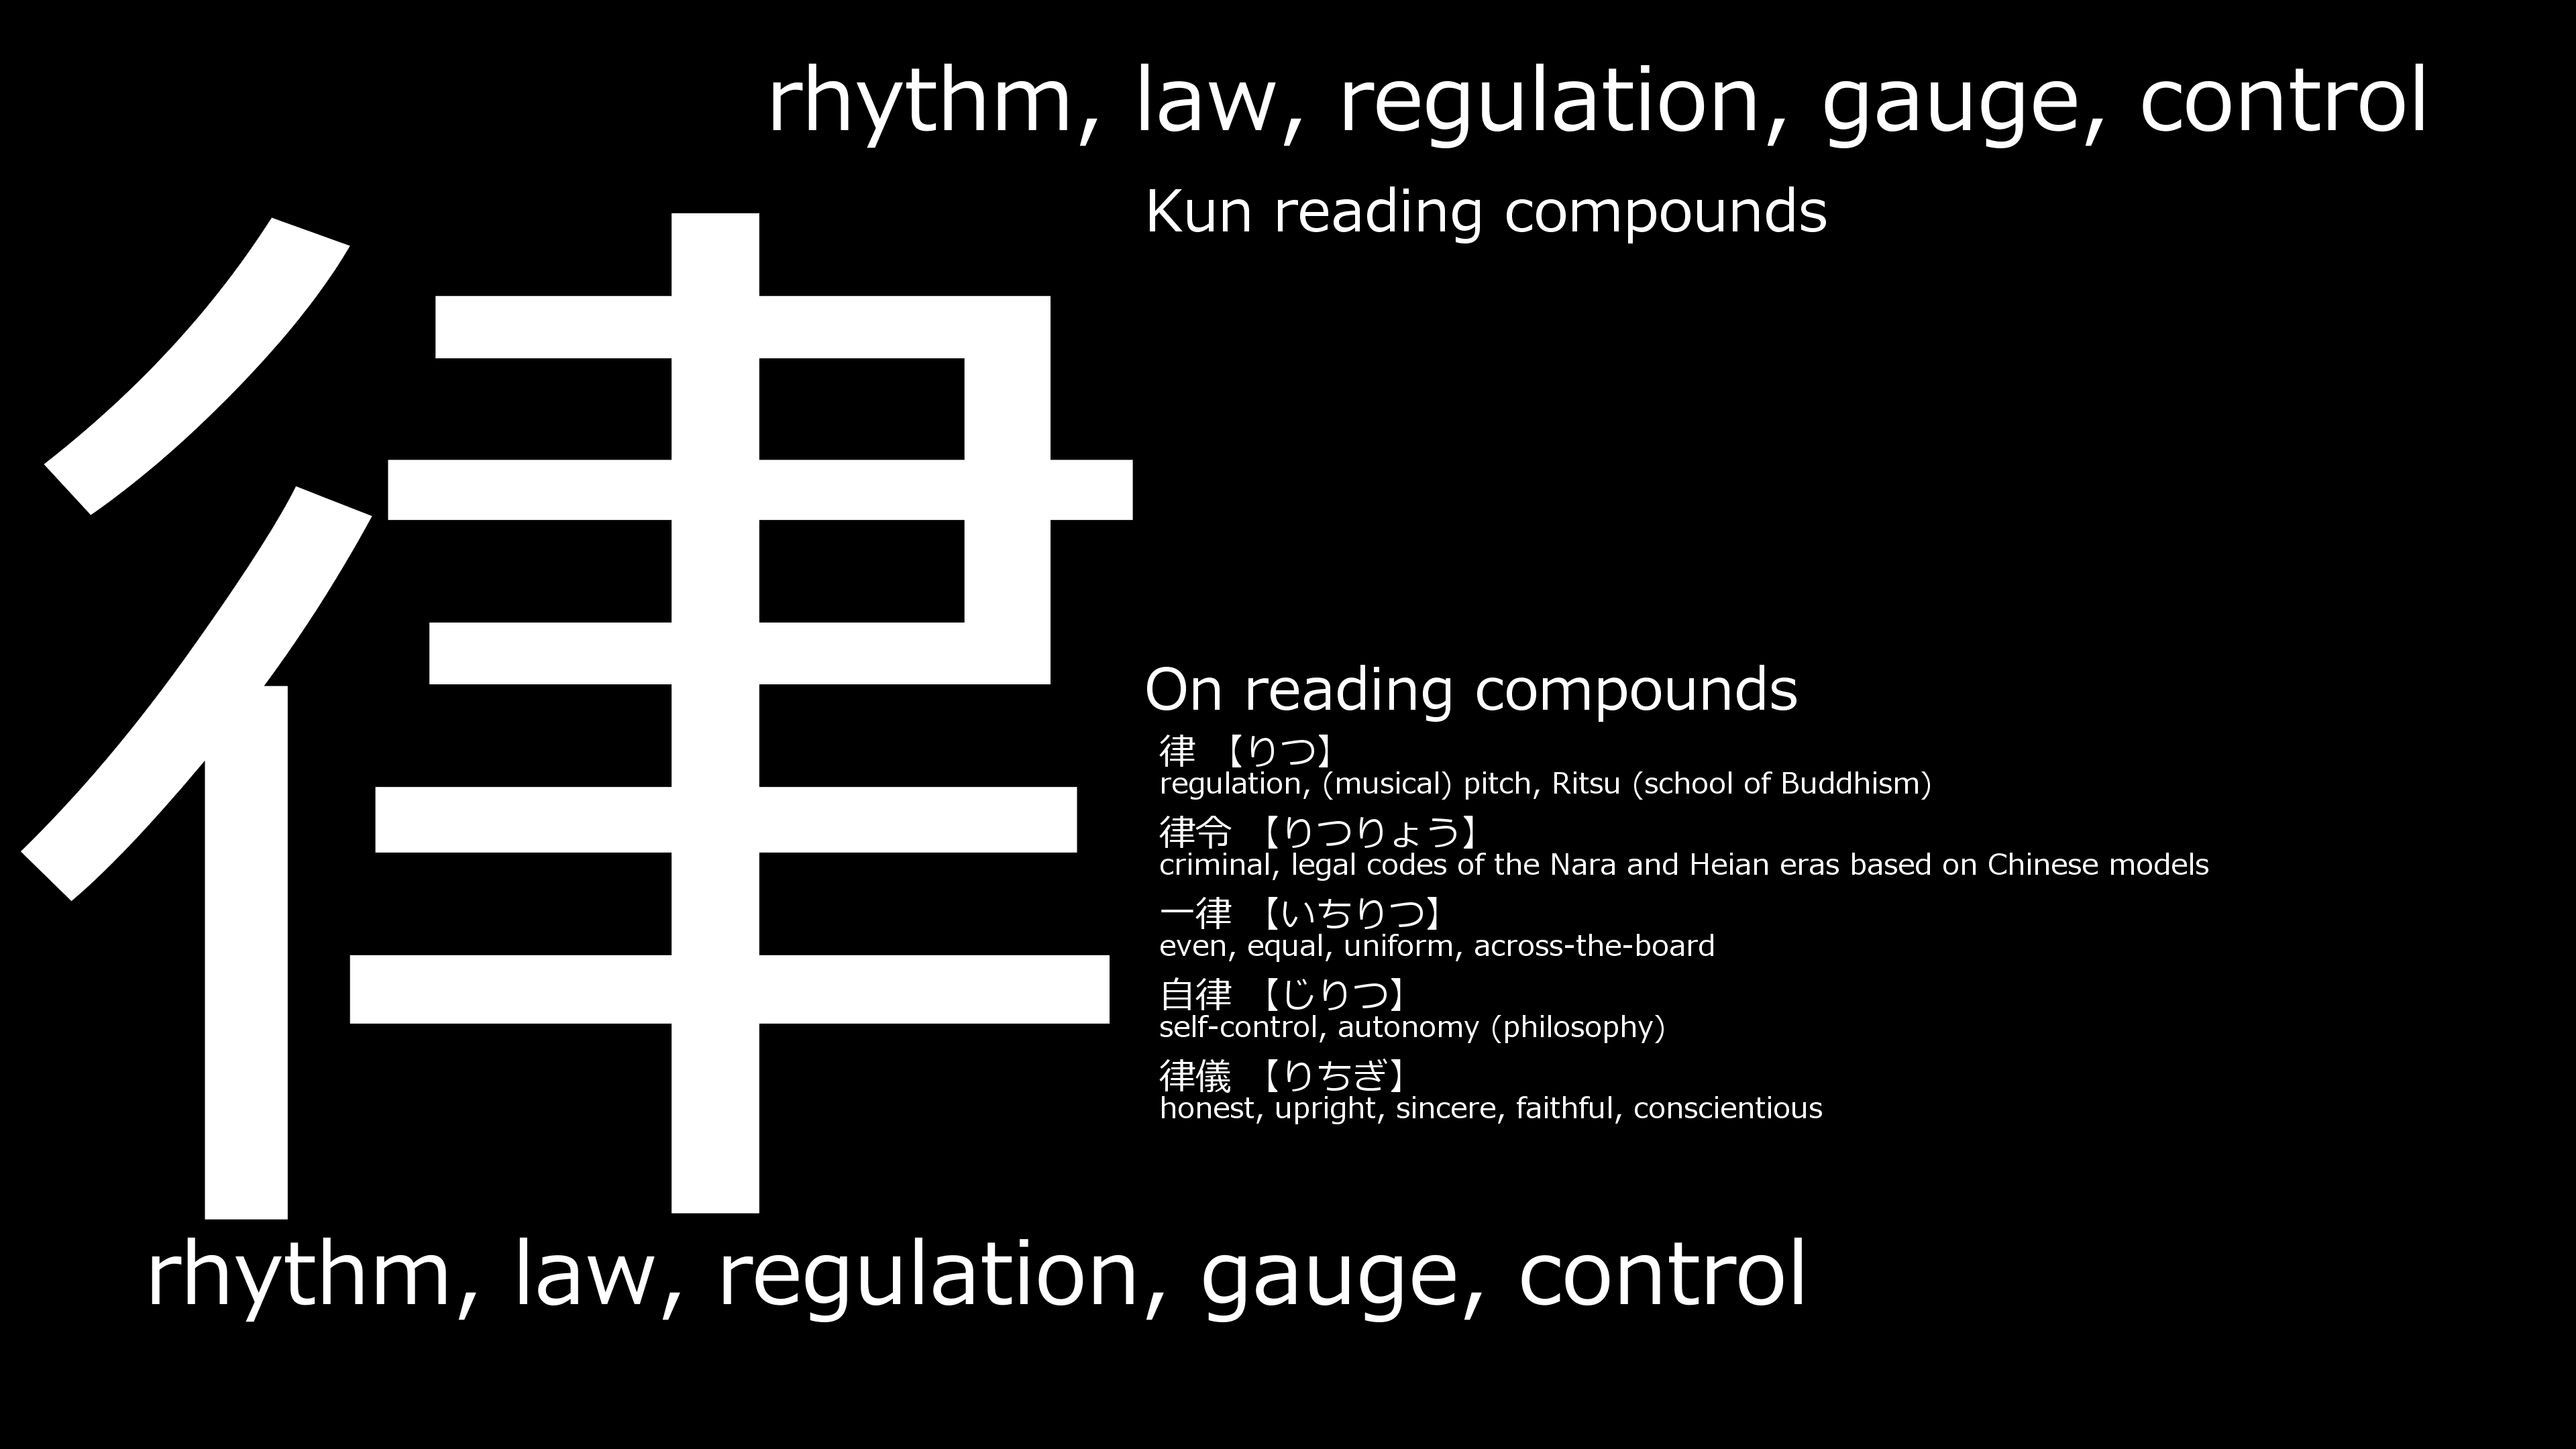 rhythm, law, regulation, gauge, control
律
Kun reading compounds
On reading compounds
律 【りつ】
regulation, (musical) pitch, Ritsu (school of Buddhism)
律令 【りつりょう】
criminal, legal codes of the Nara and Heian eras based on Chinese models
一律 【いちりつ】
even, equal, uniform, across-the-board
自律 【じりつ】
self-control, autonomy (philosophy)
律儀 【りちぎ】
honest, upright, sincere, faithful, conscientious
rhythm, law, regulation, gauge, control